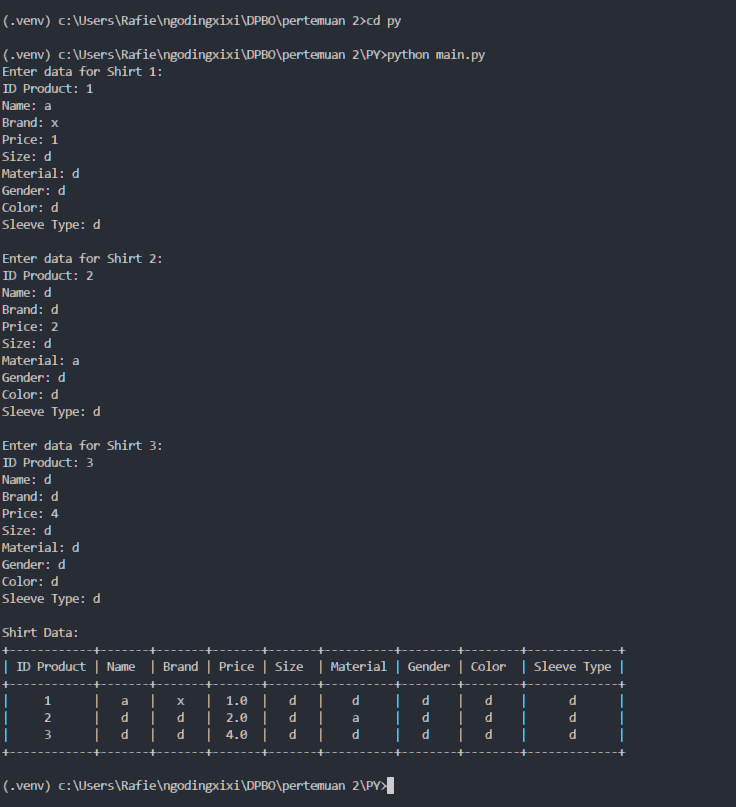 (.venv) c:\Users\Rafie\ngodingxixi\DPBO\pertemuan 2>cd py
(.venv) c:\Users\Rafie\ngodingxixi\DPBO\pertemuan 2\PY>python main.py
Enter data for Shirt 1:
ID Product: 1
Name: a
Brand: x
Price: 1
Size: d
Material: d
Gender: d
Color: d
Sleeve Type: d
Enter data for Shirt 2:
ID Product: 2
Name: d
Brand: d
Price: 2
Size: d
Material: a
Gender: d
Color: d
Sleeve Type: d
Enter data for Shirt 3:
ID Product: 3
Name: d
Brand: d
Price: 4
Size: d
Material: d
Gender: d
Color: d
Sleeve Type: d
Shirt Data:
+------------+-------+-------+-------+-------+----------+--------+--------+-------------+
| ID Product | Name  | Brand | Price | Size  | Material | Gender | Color  | Sleeve Type |
+------------+-------+-------+-------+-------+----------+--------+--------+-------------+
|     1      |   a   |   x   |  1.0  |   d   |    d     |   d    |   d    |      d      |
|     2      |   d   |   d   |  2.0  |   d   |    a     |   d    |   d    |      d      |
|     3      |   d   |   d   |  4.0  |   d   |    d     |   d    |   d    |      d      |
+------------+-------+-------+-------+-------+----------+--------+--------+-------------+
(.venv) c:\Users\Rafie\ngodingxixi\DPBO\pertemuan 2\PY>